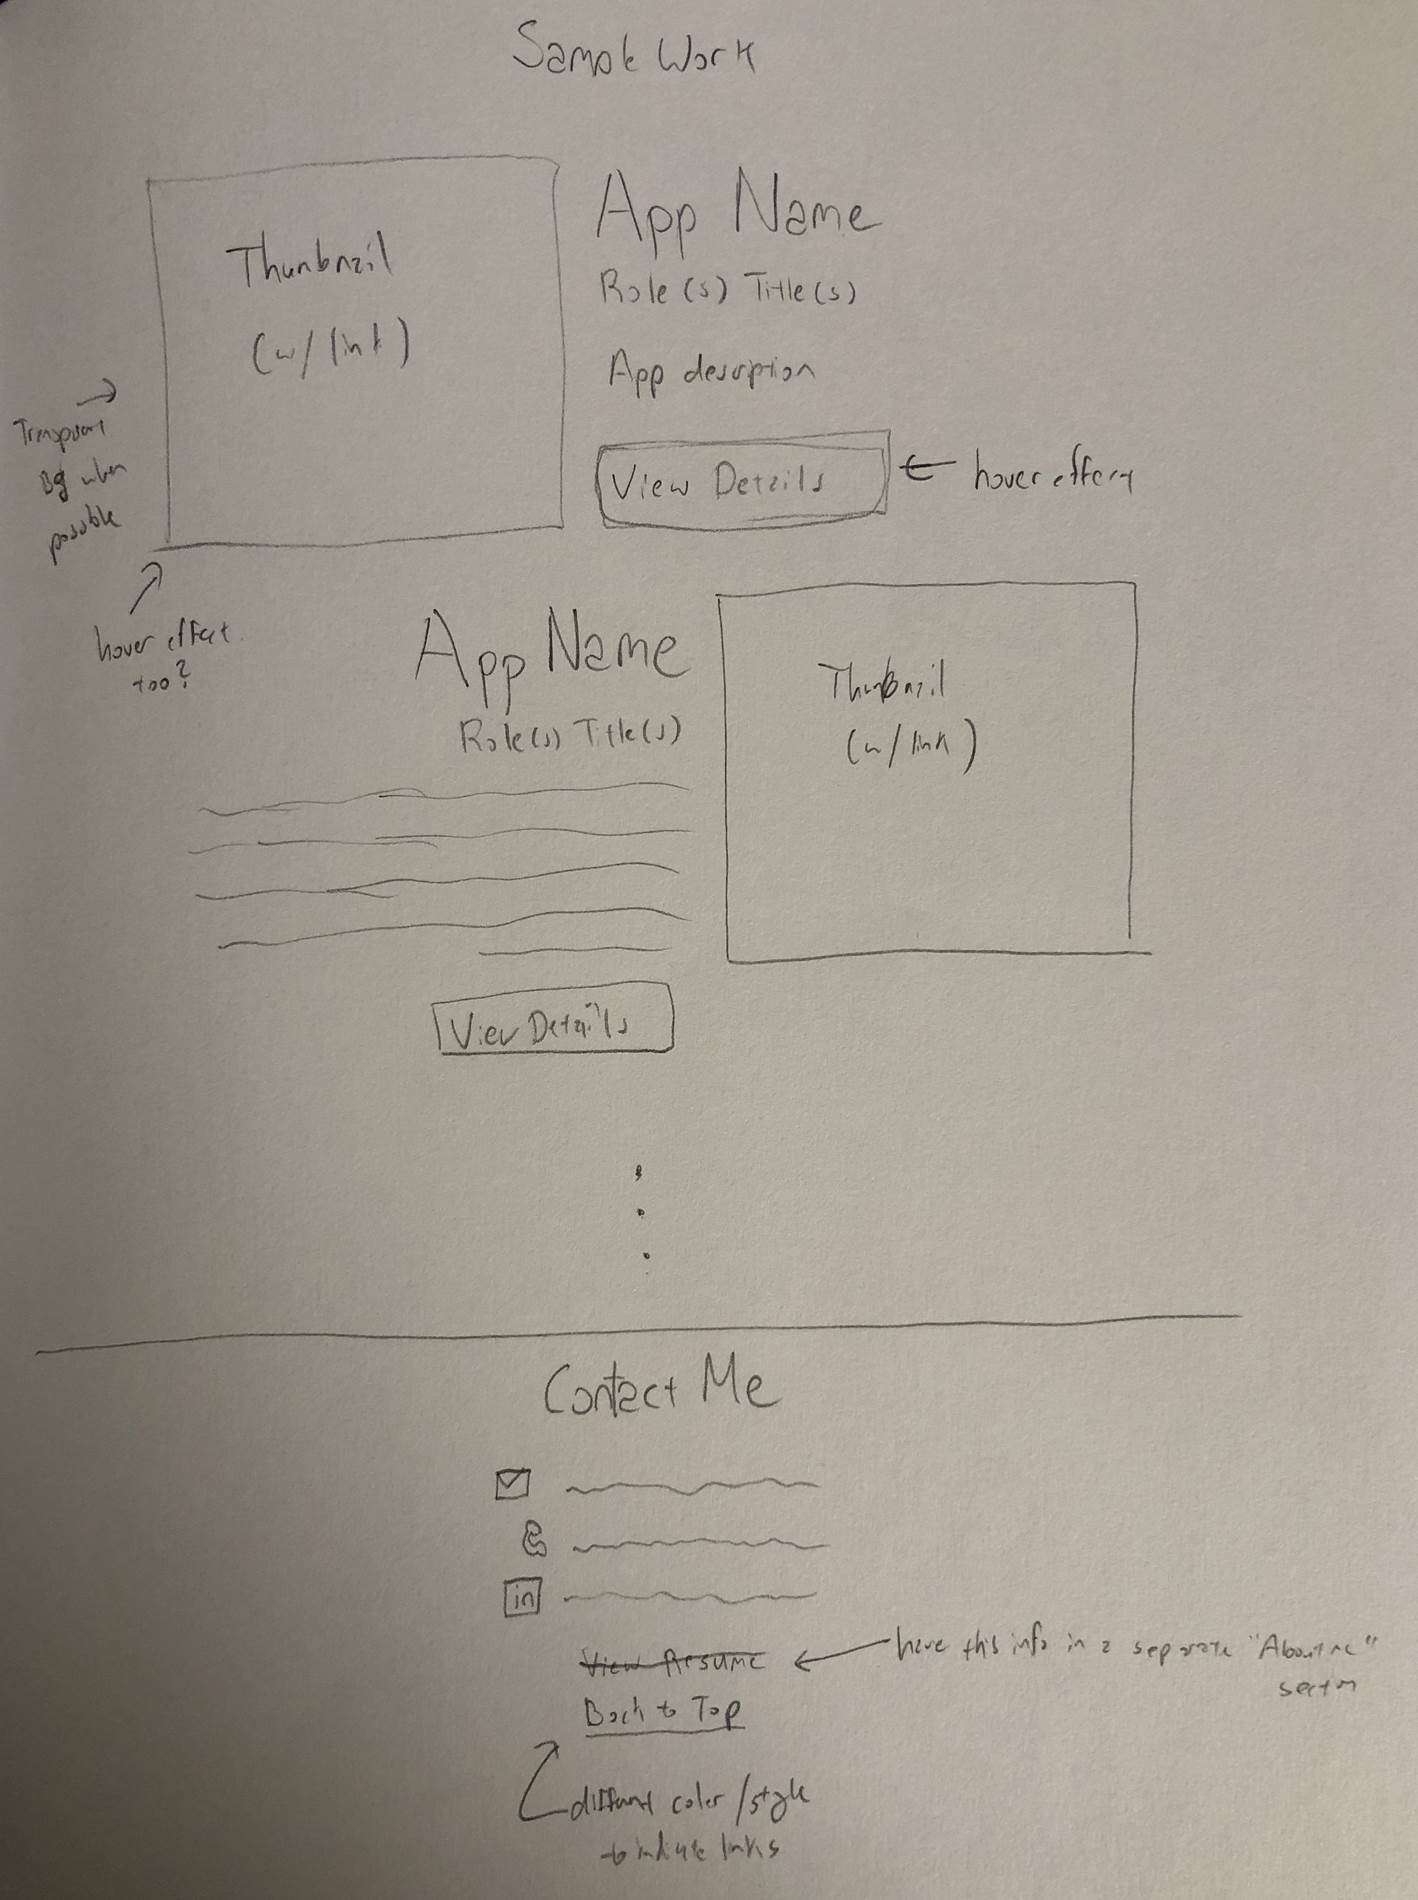 Sample Work
Thumbnail
(w/ link)
App Name
Role(s) Title(s)
App description
View Details
hover effect
Transparent
Bg when
possible
hover effect
too?
App Name
Role(s) Title(s)
View Details
Thumbnail
(w/ link)
Contact Me
in
View Resume
have this info in a separate "About me"
section
Back to Top
different color/style
to indicate links